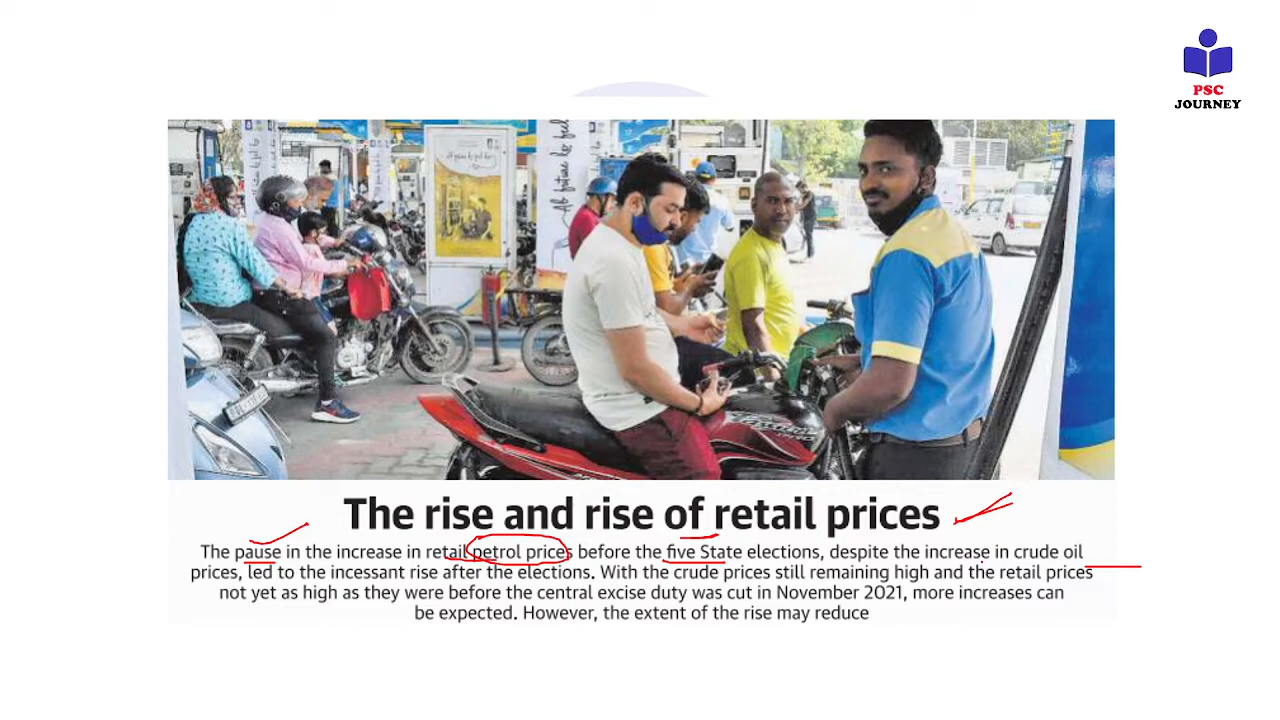 PSC
JOURNEY
The rise and rise of retail prices
The pause in the increase in retail petrol prices before the five State elections, despite the increase in crude oil
prices, led to the incessant rise after the elections. With the crude prices still remaining high and the retail prices
not yet as high as they were before the central excise duty was cut in November 2021, more increases can
be expected. However, the extent of the rise may reduce